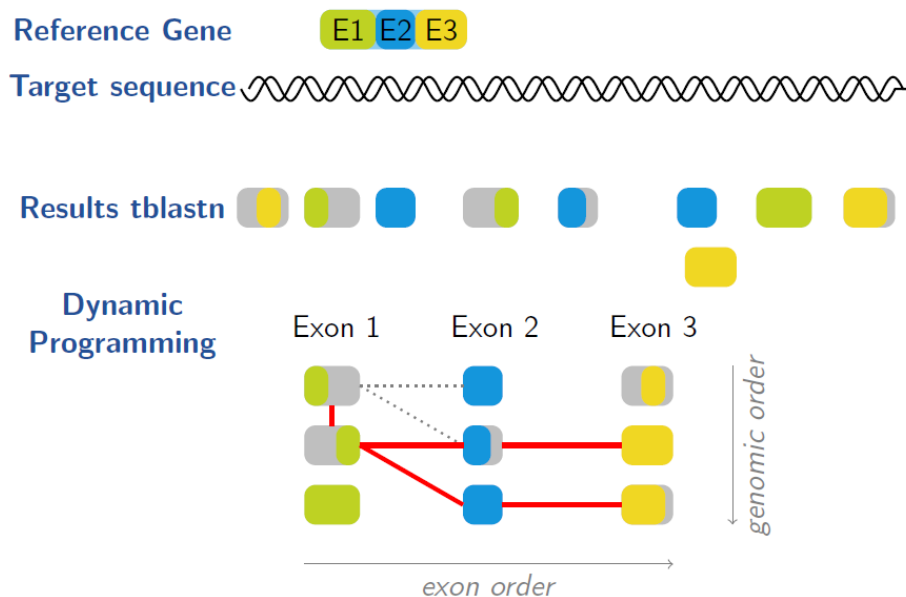 Reference Gene
E1 E2 E3
Target sequence
Results tblastn
Dynamic
Programming
Exon 1
Exon 2
Exon 3
genomic order
exon order